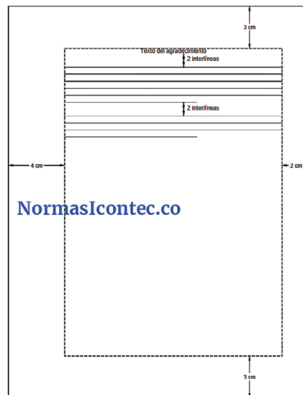 3 cm
Texto del agradecimiento
2 interlíneas
2 interlíneas
4 cm
2 cm
NormasIcontec.co
3 cm